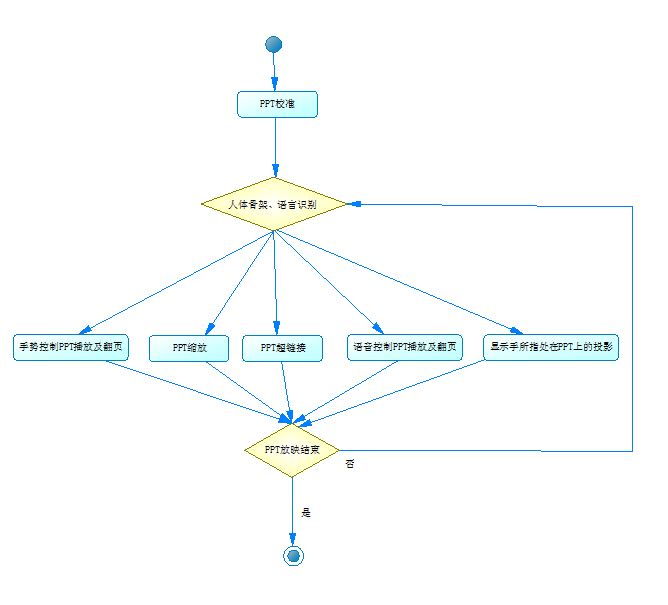 PPT校准
人体骨架、语言识别
手势控制PPT播放及翻页
PPT缩放
PPT超链接
语音控制PPT播放及翻页
显示手所指处在PPT上的投影
PPT放映结束
否
是